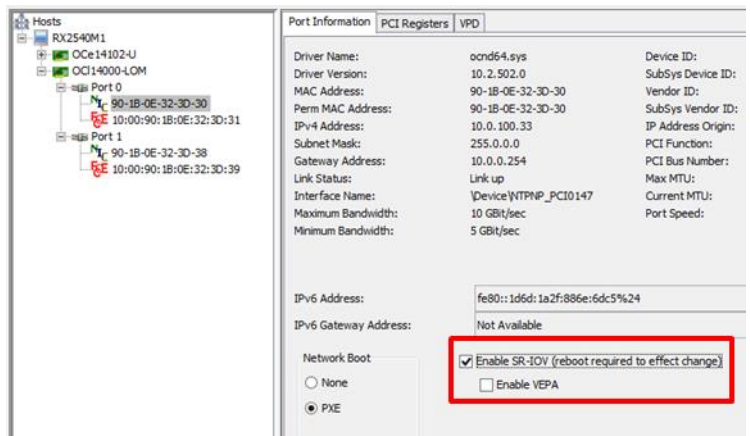 Hosts
RX2540M1
OCe14102-U
OCl14000-LOM
Port 0
NIC 90-1B-0E-32-3D-30
FCoE 10:00:90:1B:0E:32:3D:31
Port 1
NIC 90-1B-0E-32-3D-38
FCoE 10:00:90:1B:0E:32:3D:39
Port Information PCI Registers VPD
Driver Name: ocnd64.sys Device ID:
Driver Version: 10.2.502.0 SubSys Device ID:
MAC Address: 90-1B-0E-32-3D-30 Vendor ID:
Perm MAC Address: 90-1B-0E-32-3D-30 SubSys Vendor ID:
IPv4 Address: 10.0.100.33 IP Address Origin:
Subnet Mask: 255.0.0.0 PCI Function:
Gateway Address: 10.0.0.254 PCI Bus Number:
Link Status: Link up Max MTU:
Interface Name: \Device\NTPNP_PCI0147 Current MTU:
Maximum Bandwidth: 10 GBit/sec Port Speed:
Minimum Bandwidth: 5 GBit/sec
IPv6 Address: fe80::1d6d:1a2f:886e:6dc5%24
IPv6 Gateway Address: Not Available
Network Boot
Enable SR-IOV (reboot required to effect change)
None
Enable VEPA
PXE